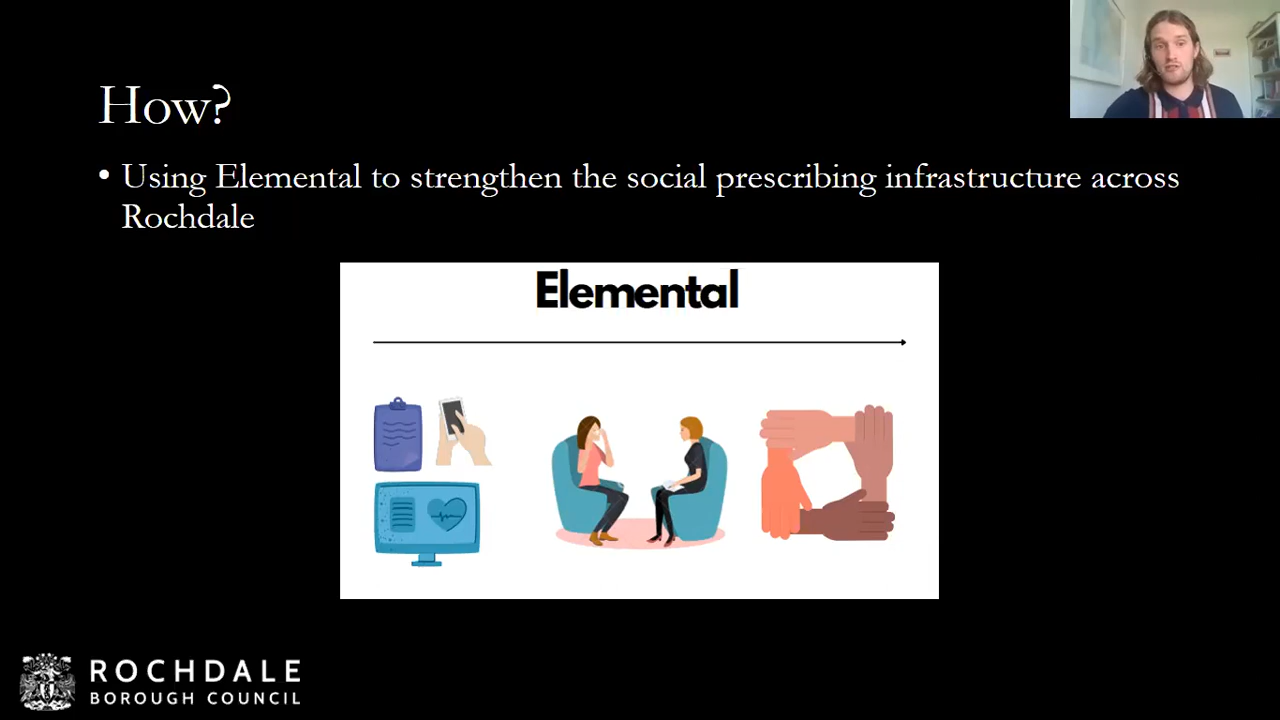 How?
• Using Elemental to strengthen the social prescribing infrastructure across
Rochdale
Elemental
ROCHDALE
BOROUGH COUNCIL